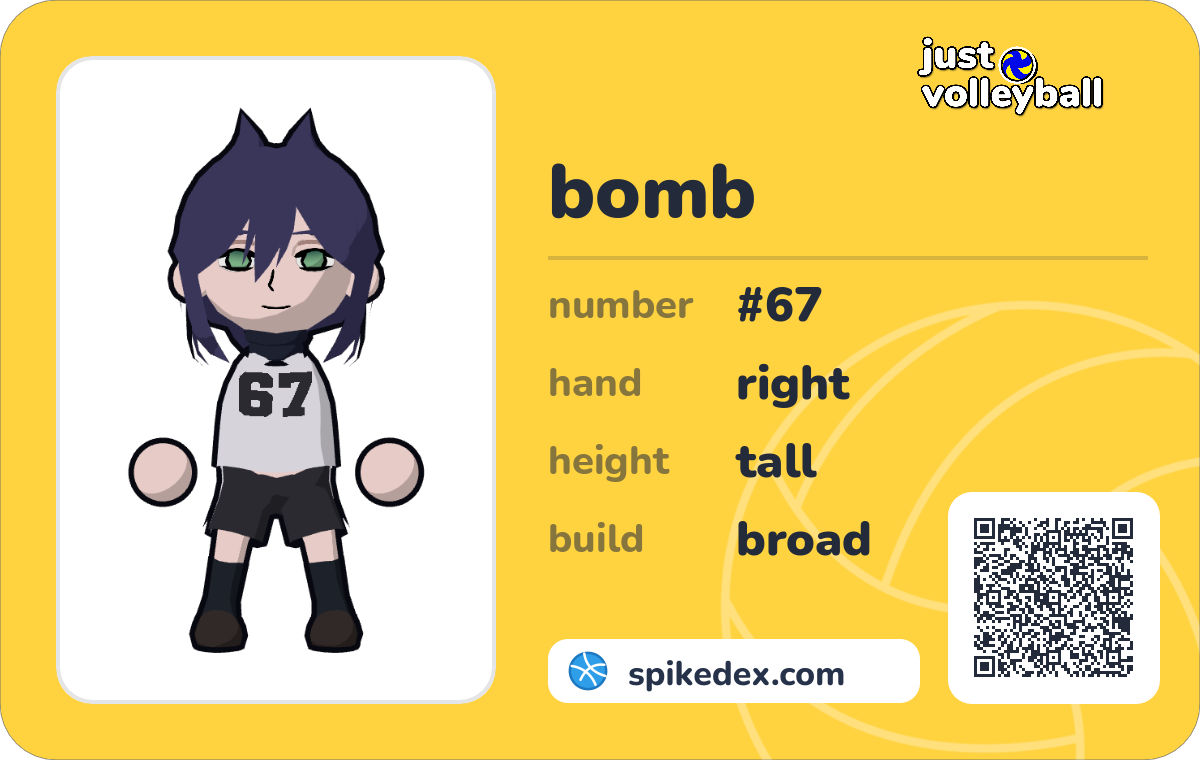 just
volleyball
bomb
number #67
hand right
height tall
build broad
67
spikedex.com